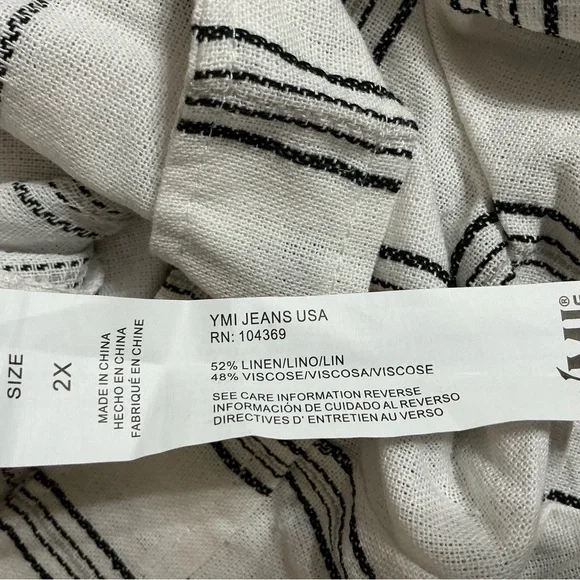 SIZE
2X
MADE IN CHINA
HECHO EN CHINA
FABRIQUÉ EN CHINE
YMI JEANS USA
RN: 104369
52% LINEN/LINO/LIN
48% VISCOSE/VISCOSA/VISCOSE
SEE CARE INFORMATION REVERSE
INFORMACIÓN DE CUIDADO AL REVERSO
DIRECTIVES D' ENTRETIEN AU VERSO
YMI®